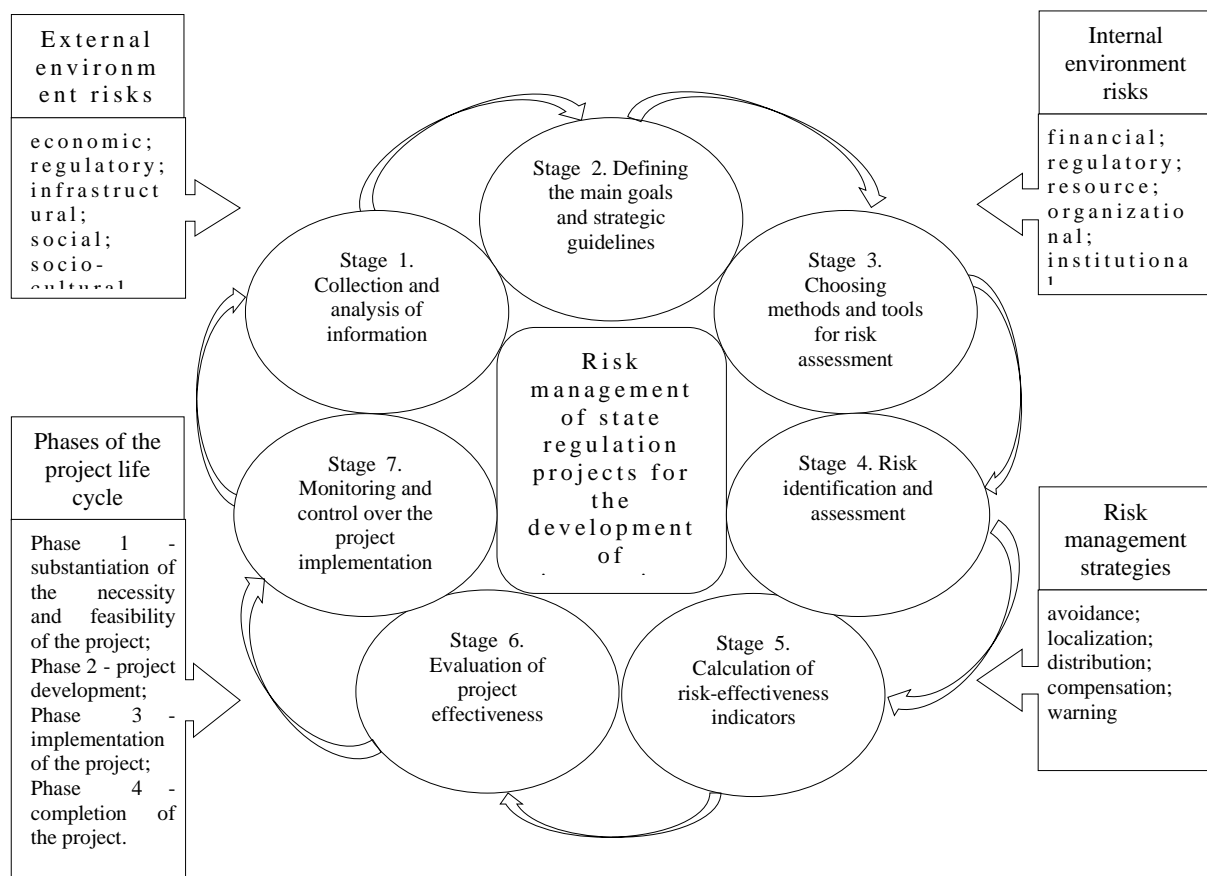 External
environm
ent risks
economic;
regulatory;
infrastruct
ural;
social;
socio-
cultural
Internal
environment
risks
financial;
regulatory;
resource;
organizatio
nal;
institutiona
l
Stage 1.
Collection and
analysis of
information
Stage 2. Defining
the main goals
and strategic
guidelines
Stage 3.
Choosing
methods and tools
for risk
assessment
Stage 4. Risk
identification and
assessment
Stage 5.
Calculation of
risk-effectiveness
indicators
Stage 6.
Evaluation of
project
effectiveness
Stage 7.
Monitoring and
control over the
project
implementation
Risk
management
of state
regulation
projects for
the
development
of
Phases of the
project life
cycle
Phase 1 -
substantiation of
the necessity
and feasibility
of the project;
Phase 2 - project
development;
Phase 3 -
implementation
of the project;
Phase 4 -
completion of
the project.
Risk
management
strategies
avoidance;
localization;
distribution;
compensation;
warning